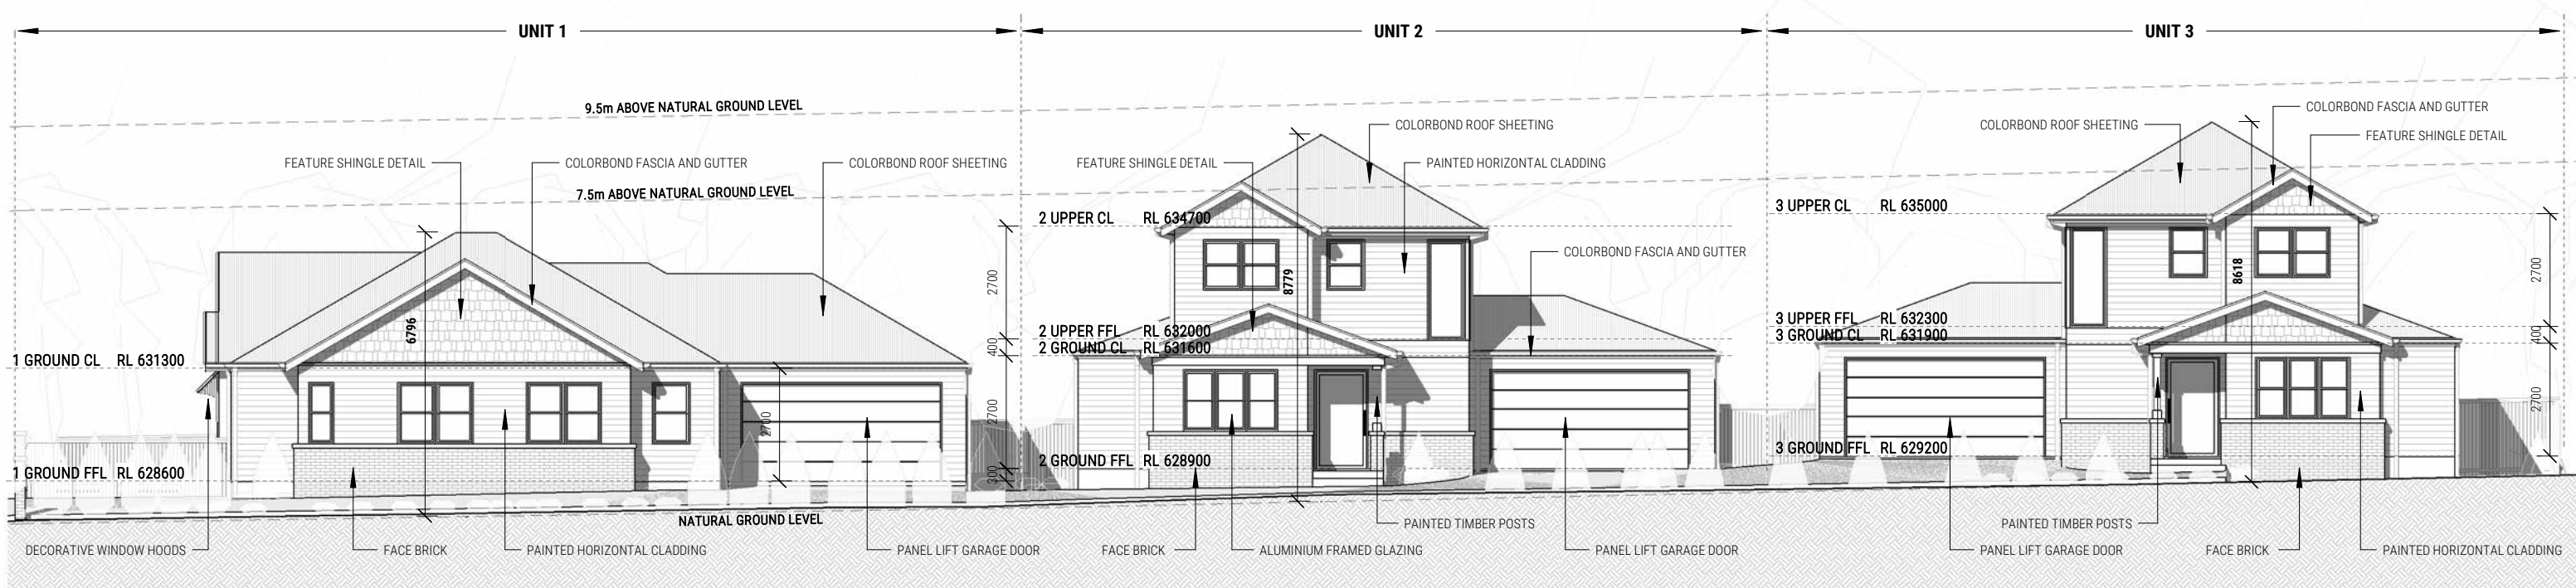 UNIT 1
UNIT 2
UNIT 3
9.5m ABOVE NATURAL GROUND LEVEL
7.5m ABOVE NATURAL GROUND LEVEL
FEATURE SHINGLE DETAIL
COLORBOND FASCIA AND GUTTER
COLORBOND ROOF SHEETING
6796
1 GROUND CL RL 631300
2700
1 GROUND FFL RL 628600
NATURAL GROUND LEVEL
DECORATIVE WINDOW HOODS
FACE BRICK
PAINTED HORIZONTAL CLADDING
PANEL LIFT GARAGE DOOR
COLORBOND ROOF SHEETING
FEATURE SHINGLE DETAIL
PAINTED HORIZONTAL CLADDING
2 UPPER CL RL 634700
COLORBOND FASCIA AND GUTTER
2700
8779
2 UPPER FFL RL 632000
400
2 GROUND CL RL 631600
2700
2 GROUND FFL RL 628900
300
PAINTED TIMBER POSTS
FACE BRICK
ALUMINIUM FRAMED GLAZING
PANEL LIFT GARAGE DOOR
COLORBOND FASCIA AND GUTTER
COLORBOND ROOF SHEETING
FEATURE SHINGLE DETAIL
3 UPPER CL RL 635000
8618
2700
3 UPPER FFL RL 632300
400
3 GROUND CL RL 631900
2700
3 GROUND FFL RL 629200
PAINTED TIMBER POSTS
PANEL LIFT GARAGE DOOR
FACE BRICK
PAINTED HORIZONTAL CLADDING